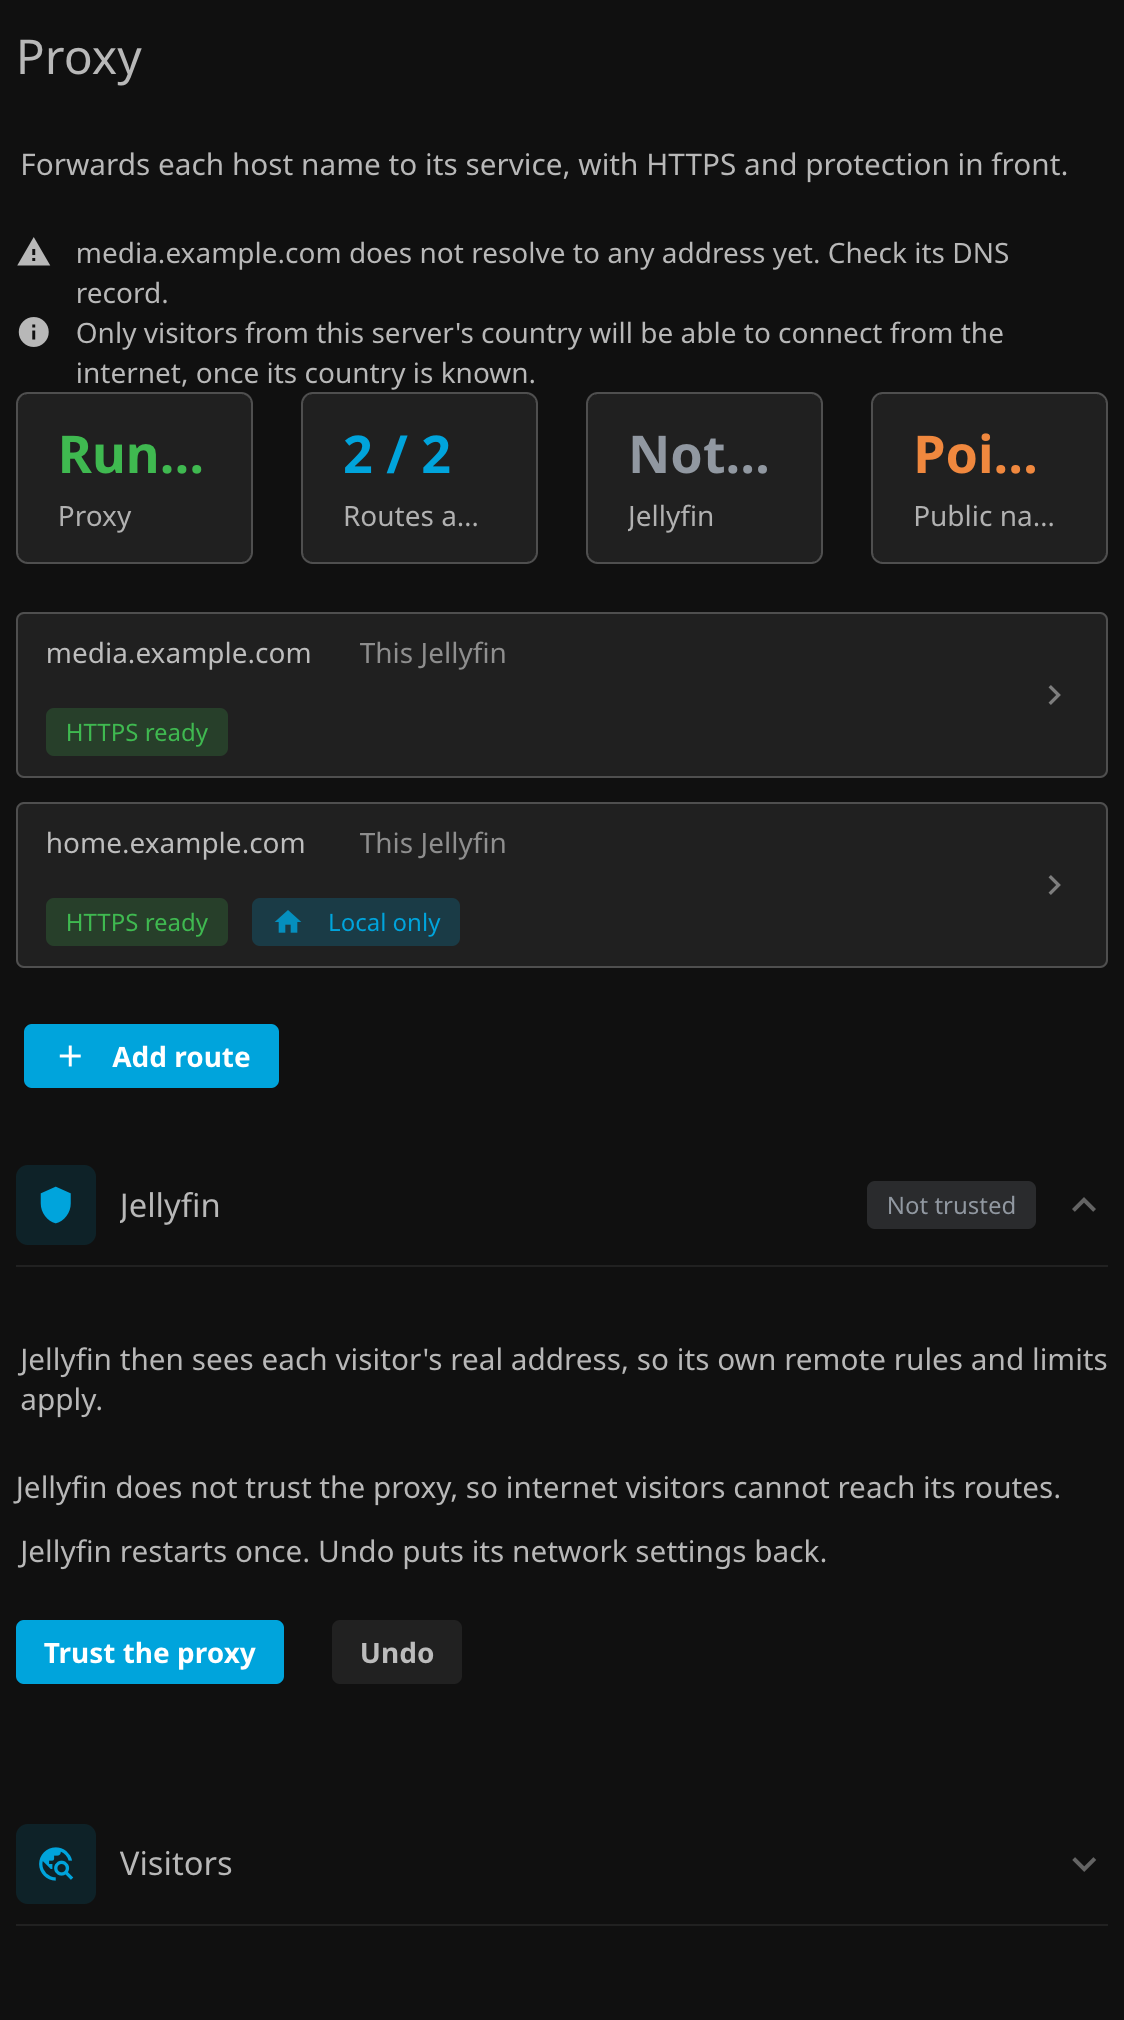 Proxy
Forwards each host name to its service, with HTTPS and protection in front.
media.example.com does not resolve to any address yet. Check its DNS
record.
Only visitors from this server's country will be able to connect from the
internet, once its country is known.
Run...
Proxy
2 / 2
Routes a...
Not...
Jellyfin
Poi...
Public na...
media.example.com This Jellyfin
HTTPS ready
home.example.com This Jellyfin
HTTPS ready Local only
Add route
Jellyfin Not trusted
Jellyfin then sees each visitor's real address, so its own remote rules and limits
apply.
Jellyfin does not trust the proxy, so internet visitors cannot reach its routes.
Jellyfin restarts once. Undo puts its network settings back.
Trust the proxy Undo
Visitors